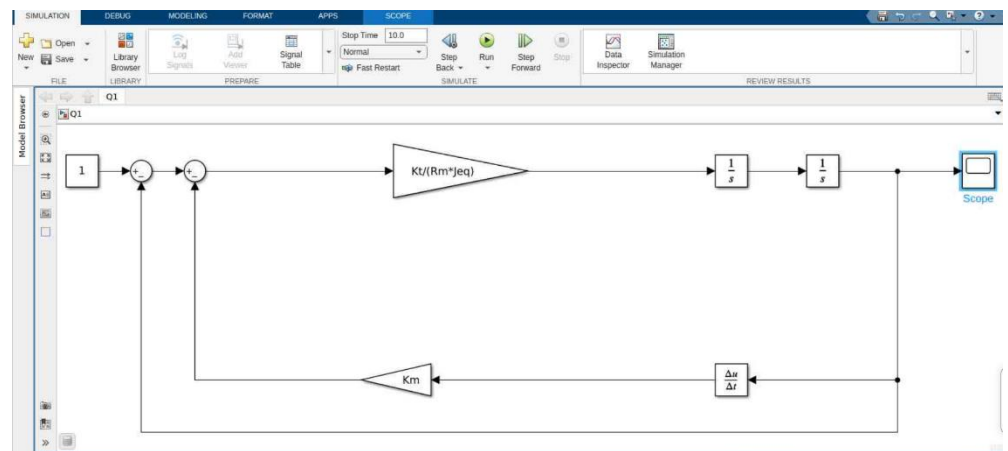 SIMULATION DEBUG MODELING FORMAT APPS SCOPE
New
Open
Save
FILE
Library Browser
LIBRARY
Log Signals
Add Viewer
Signal Table
PREPARE
Stop Time 10.0
Normal
Fast Restart
Step Back
Run
Step Forward
Stop
SIMULATE
Data Inspector
Simulation Manager
REVIEW RESULTS
Model Browser
Q1
Q1
1
+
-
+
-
Kt/(Rm*Jeq)
1
s
1
s
Scope
Km
Δu
Δt